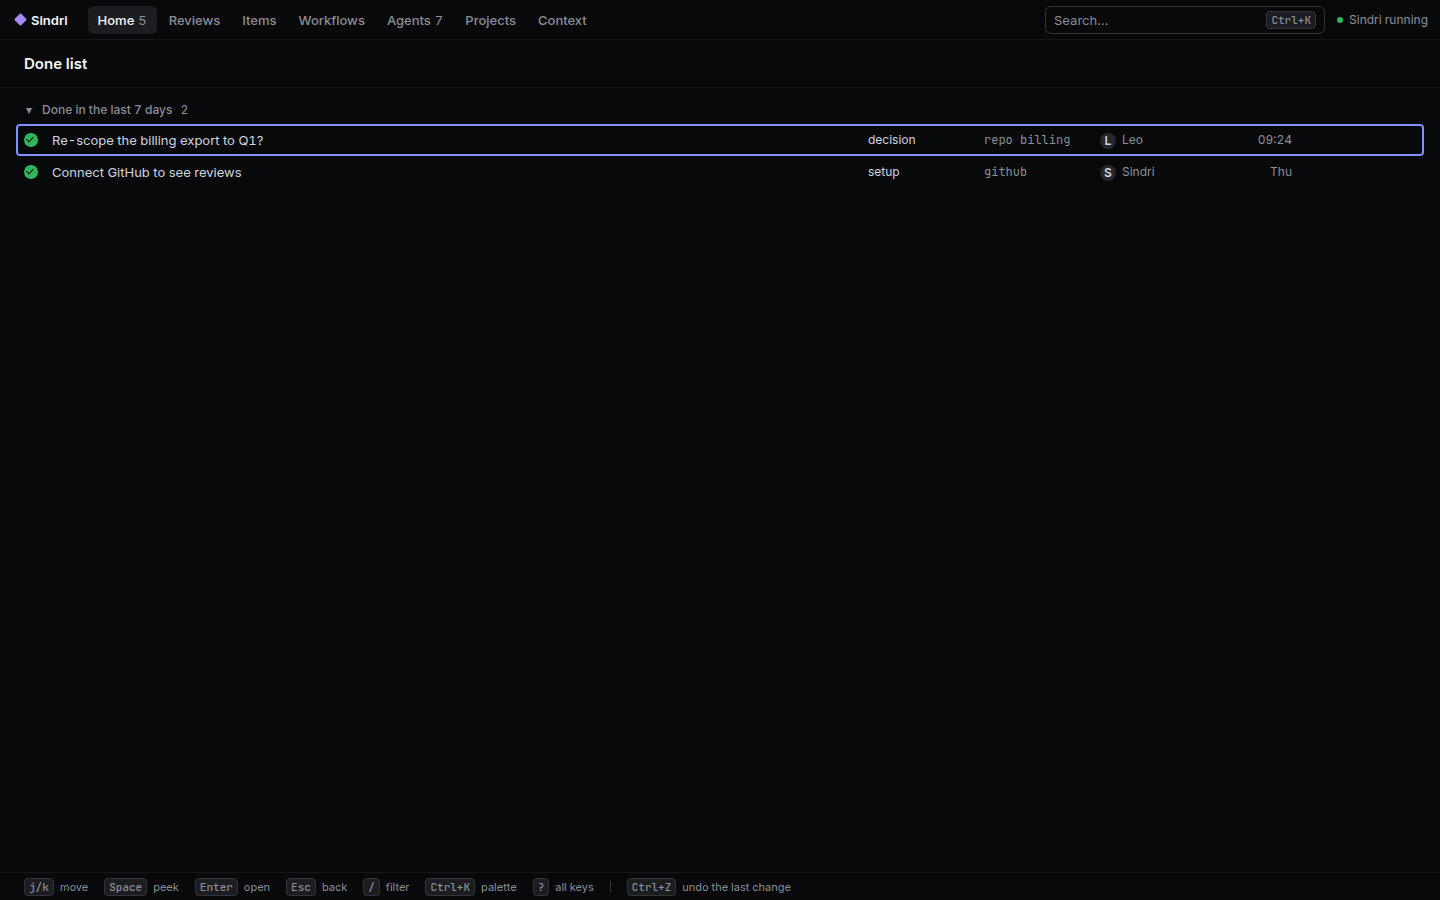 Sindri Home 5 Reviews Items Workflows Agents 7 Projects Context Search... Ctrl+K Sindri running
Done list
▾ Done in the last 7 days 2
Re-scope the billing export to Q1? decision repo billing L Leo 09:24
Connect GitHub to see reviews setup github S Sindri Thu
j/k move Space peek Enter open Esc back / filter Ctrl+K palette ? all keys | Ctrl+Z undo the last change